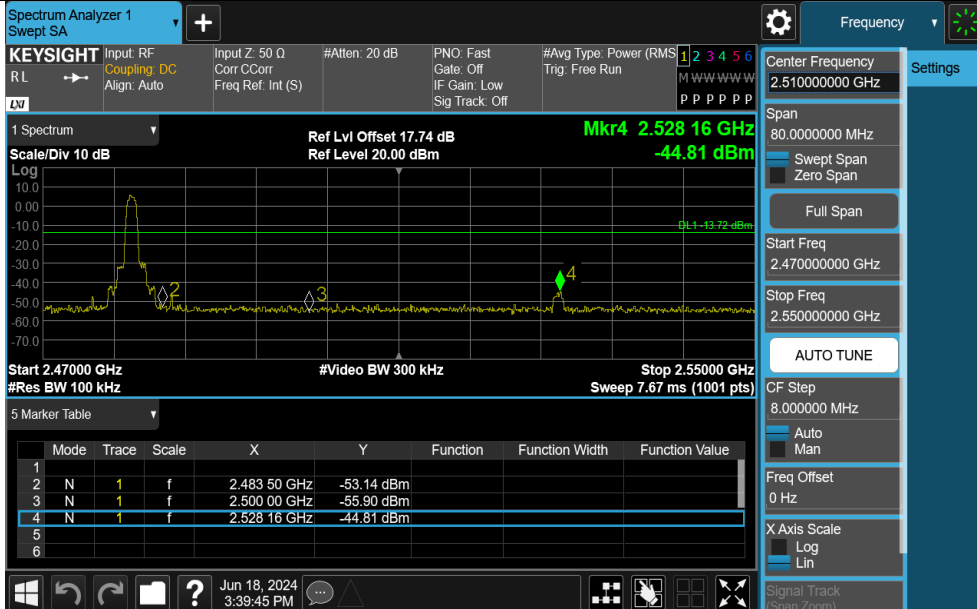 Spectrum Analyzer 1
Swept SA
Frequency
KEYSIGHT
RL
LXI
Input: RF
Coupling: DC
Align: Auto
Input Z: 50 Ω
Corr CCorr
Freq Ref: Int (S)
#Atten: 20 dB
PNO: Fast
Gate: Off
IF Gain: Low
Sig Track: Off
#Avg Type: Power (RMS
Trig: Free Run
1 2 3 4 5 6
M W W W W W
P P P P P P
Center Frequency
2.510000000 GHz
Settings
1 Spectrum
Scale/Div 10 dB
Ref Lvl Offset 17.74 dB
Ref Level 20.00 dBm
Mkr4 2.528 16 GHz
-44.81 dBm
Log
10.0
0.00
-10.0
-20.0
-30.0
-40.0
-50.0
-60.0
-70.0
DL1 -13.72 dBm
2
3
4
Start 2.47000 GHz
#Video BW 300 kHz
Stop 2.55000 GHz
#Res BW 100 kHz
Sweep 7.67 ms (1001 pts)
Span
80.0000000 MHz
Swept Span
Zero Span
Full Span
Start Freq
2.470000000 GHz
Stop Freq
2.550000000 GHz
AUTO TUNE
CF Step
8.000000 MHz
Auto
Man
Freq Offset
0 Hz
X Axis Scale
Log
Lin
Signal Track
(Span Zoom)
5 Marker Table
Mode Trace Scale X Y Function Function Width Function Value
1
2 N 1 f 2.483 50 GHz -53.14 dBm
3 N 1 f 2.500 00 GHz -55.90 dBm
4 N 1 f 2.528 16 GHz -44.81 dBm
5
6
?
Jun 18, 2024
3:39:45 PM